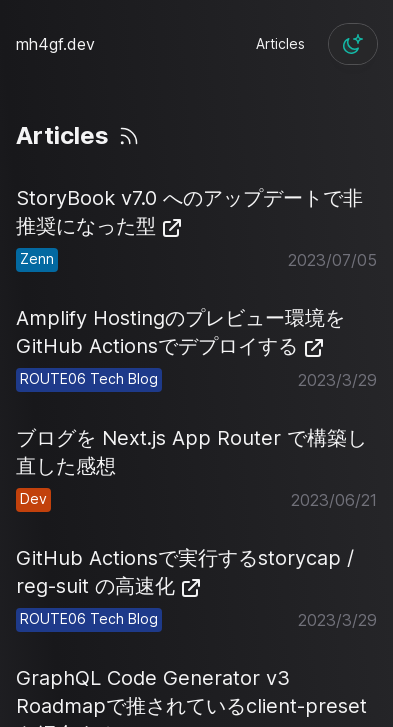 mh4gf.dev
Articles
Articles
StoryBook v7.0 へのアップデートで非
推奨になった型
Zenn
2023/07/05
Amplify Hostingのプレビュー環境を
GitHub Actionsでデプロイする
ROUTE06 Tech Blog
2023/3/29
ブログを Next.js App Router で構築し
直した感想
Dev
2023/06/21
GitHub Actionsで実行するstorycap /
reg-suit の高速化
ROUTE06 Tech Blog
2023/3/29
GraphQL Code Generator v3
Roadmapで推されているclient-preset